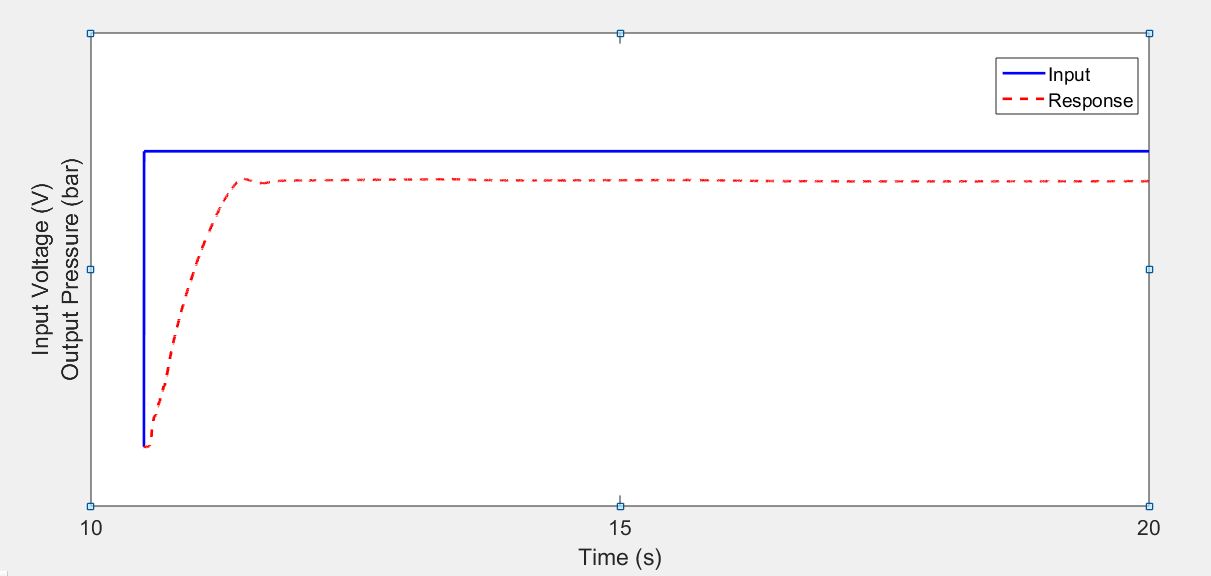 Input
Response
Input Voltage (V)
Output Pressure (bar)
10
15
20
Time (s)